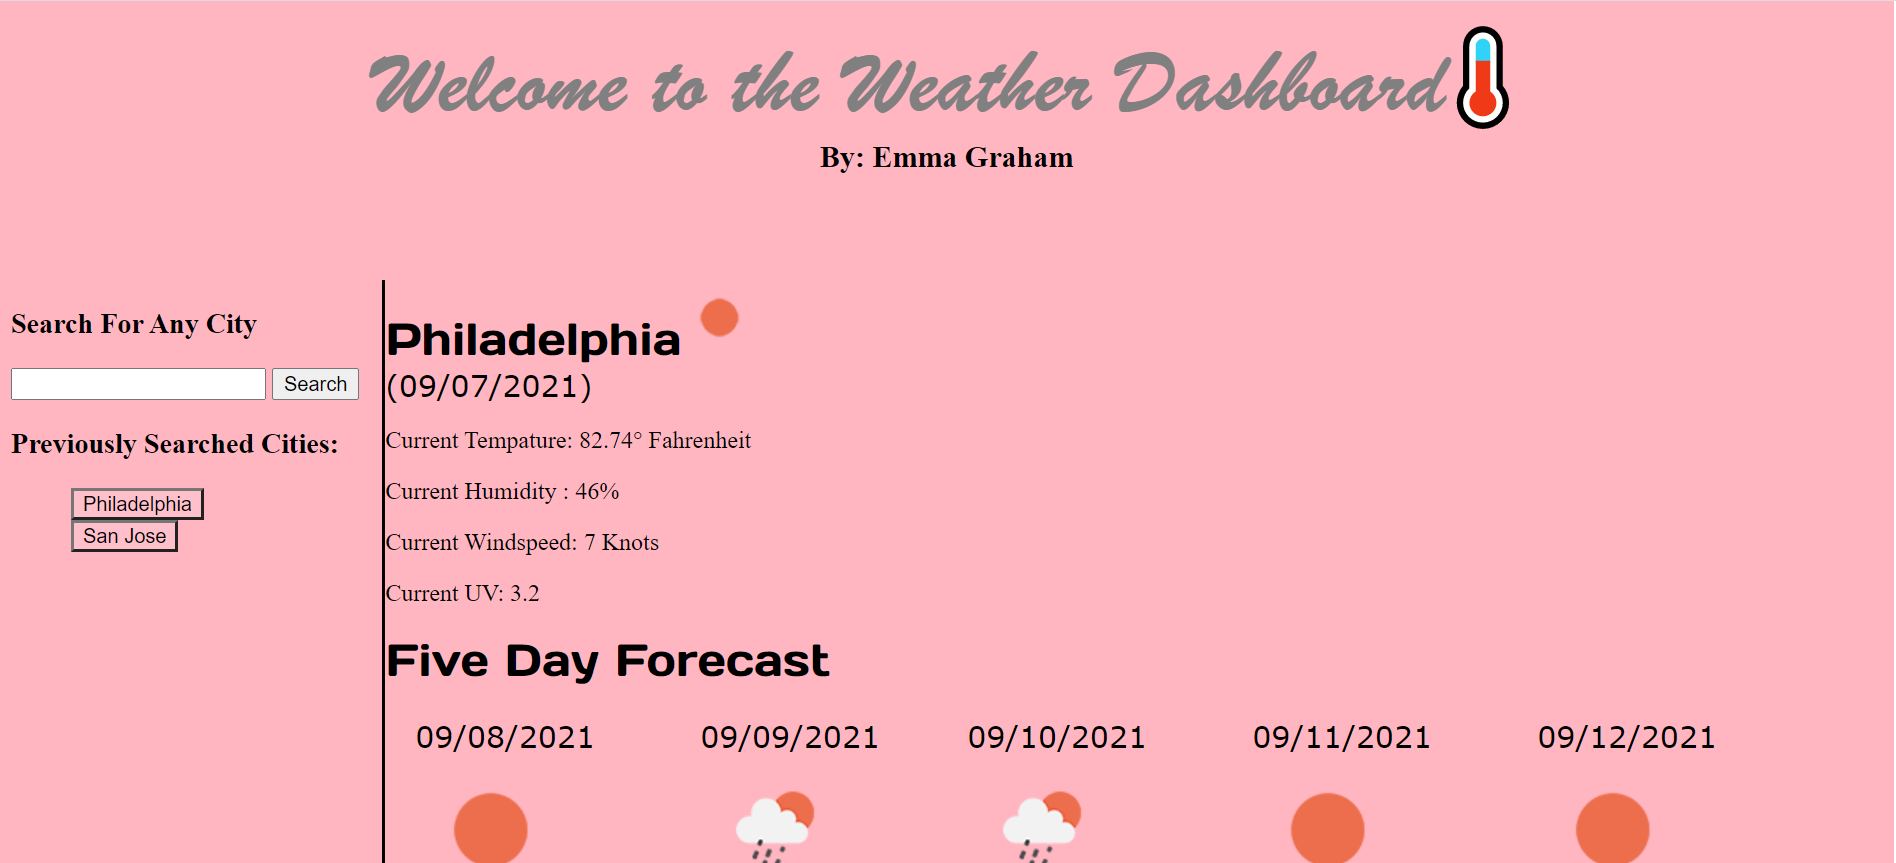 Welcome to the Weather Dashboard
By: Emma Graham
Search For Any City
Search
Previously Searched Cities:
Philadelphia
San Jose
Philadelphia
(09/07/2021)
Current Tempature: 82.74° Fahrenheit
Current Humidity : 46%
Current Windspeed: 7 Knots
Current UV: 3.2
Five Day Forecast
09/08/2021 09/09/2021 09/10/2021 09/11/2021 09/12/2021